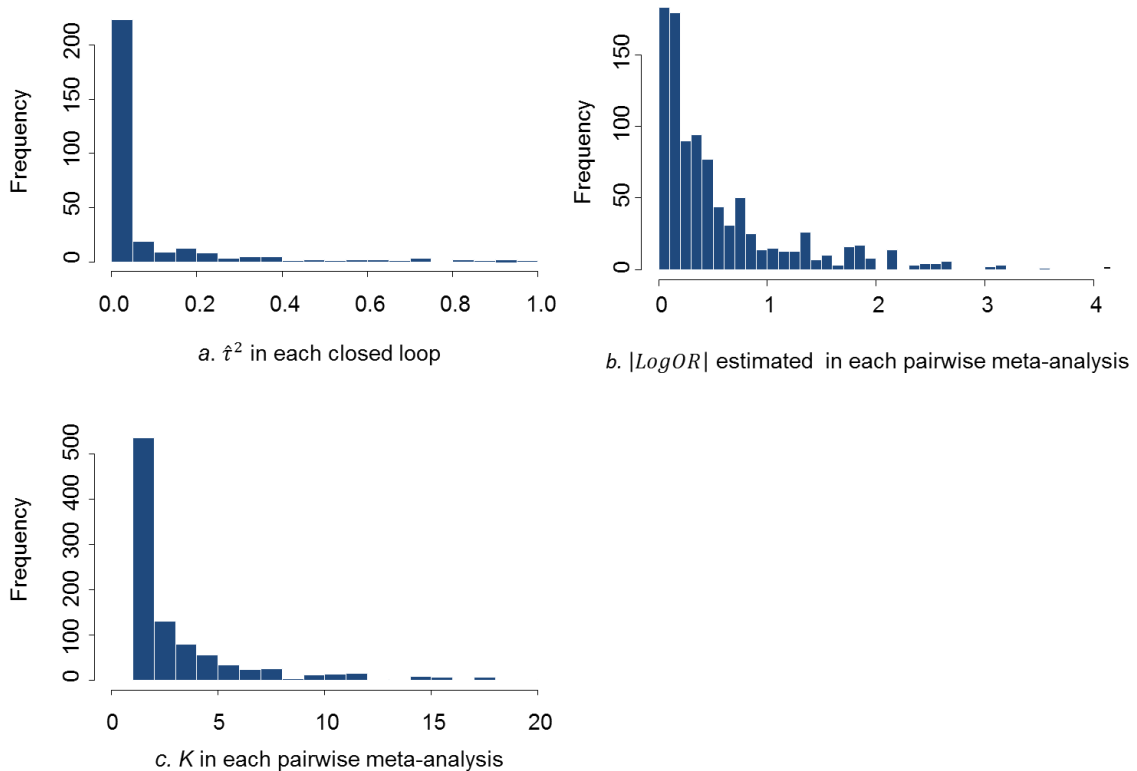 Frequency
200
150
100
50
0
0.0 0.2 0.4 0.6 0.8 1.0
a. τ̂² in each closed loop
Frequency
150
100
50
0
0 1 2 3 4
b. |LogOR| estimated in each pairwise meta-analysis
Frequency
500
400
300
200
100
0
0 5 10 15 20
c. K in each pairwise meta-analysis